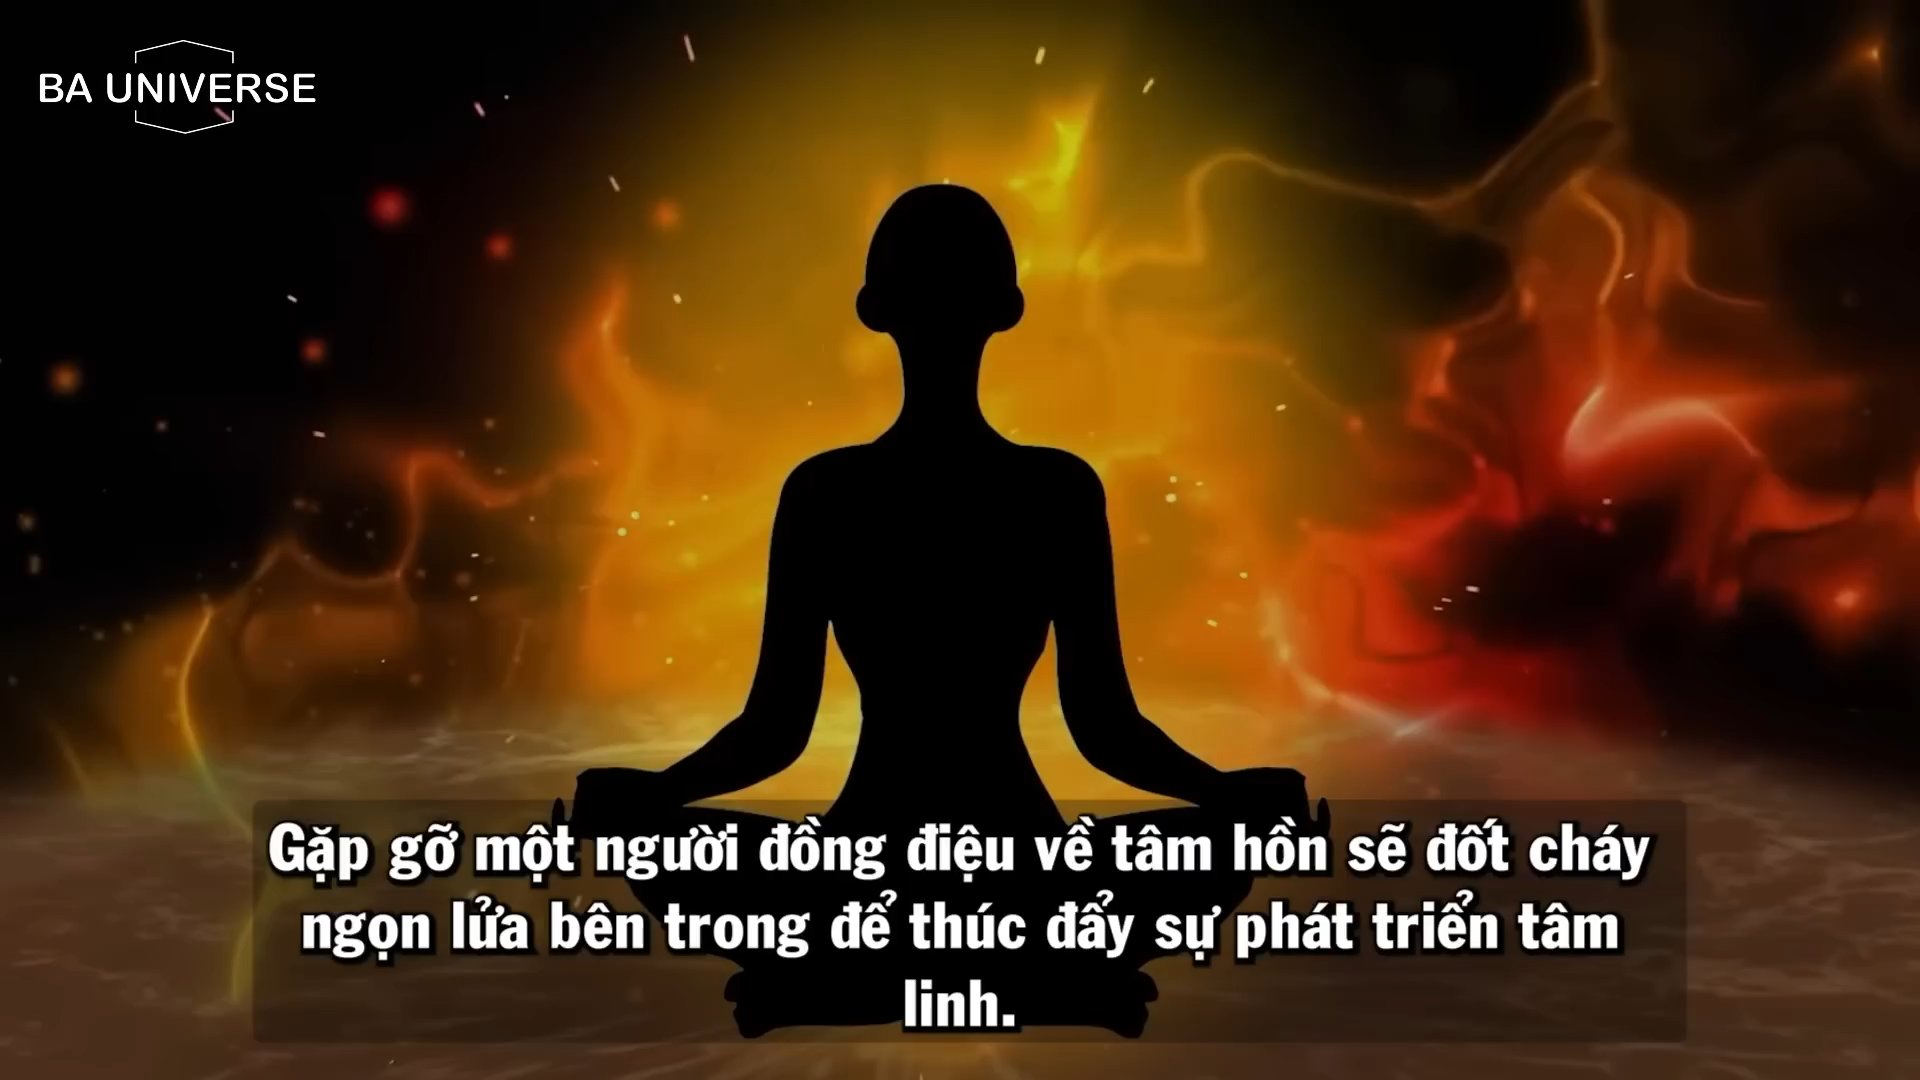 BA UNIVERSE
Gặp gỡ một người đồng điệu về tâm hồn sẽ đốt cháy
ngọn lửa bên trong để thúc đẩy sự phát triển tâm
linh.